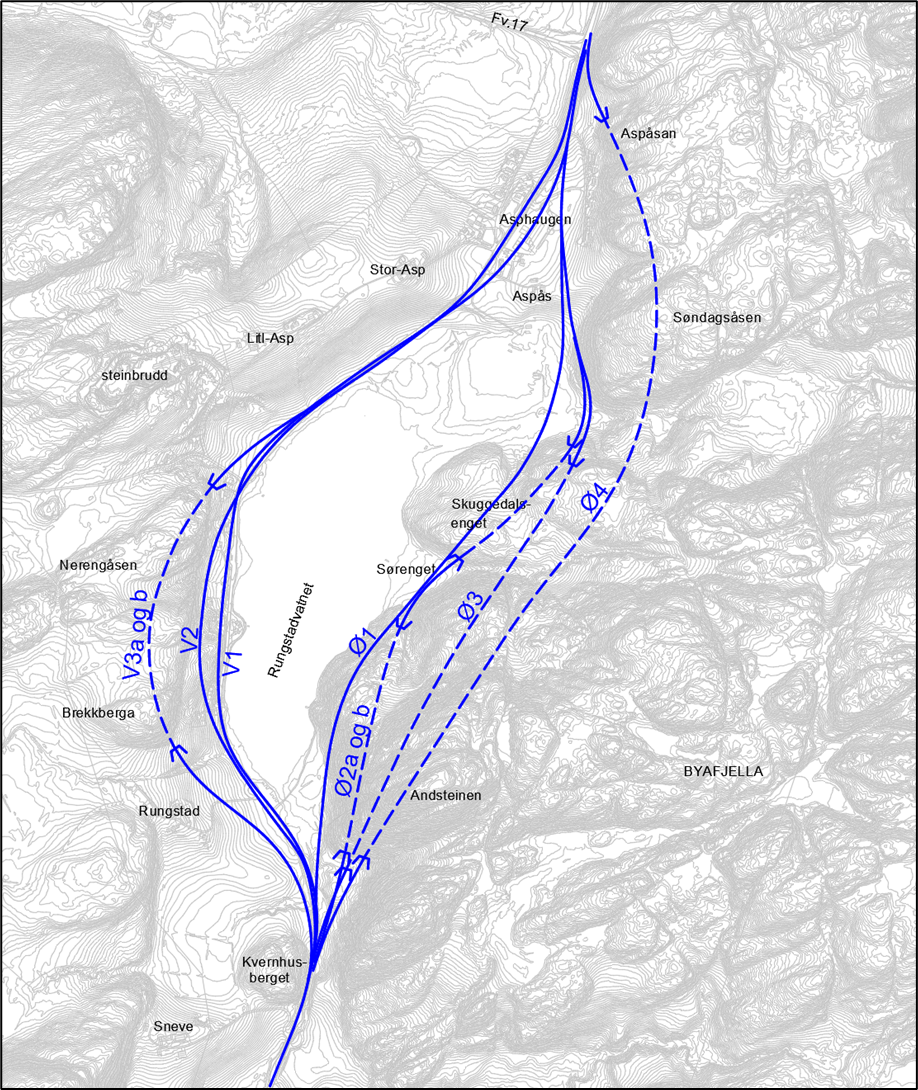 Fv.17
Aspåsan
Asphaugen
Stor-Asp
Aspås
Søndagsåsen
Litl-Asp
steinbrudd
Ø4
Skuggedals-
enget
Nerengåsen
Sørenget
Ø3
V3a og b
V2
V1
Rungstadvatnet
Ø1
Brekkberga
Ø2a og b
BYAFJELLA
Andsteinen
Rungstad
Kvernhus-
berget
Sneve